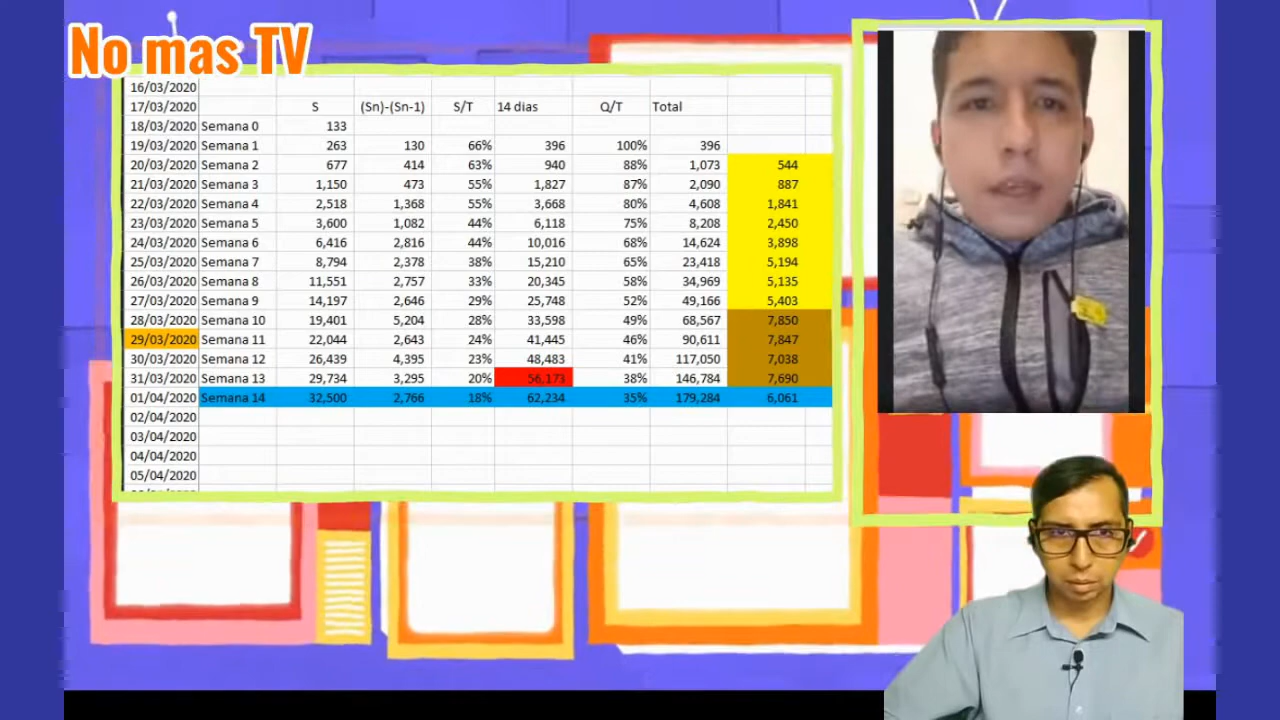 No mas TV
16/03/2020
17/03/2020 S (Sn)-(Sn-1) S/T 14 dias Q/T Total
18/03/2020 Semana 0 133
19/03/2020 Semana 1 263 130 66% 396 100% 396
20/03/2020 Semana 2 677 414 63% 940 88% 1,073 544
21/03/2020 Semana 3 1,150 473 55% 1,827 87% 2,090 887
22/03/2020 Semana 4 2,518 1,368 55% 3,668 80% 4,608 1,841
23/03/2020 Semana 5 3,600 1,082 44% 6,118 75% 8,208 2,450
24/03/2020 Semana 6 6,416 2,816 44% 10,016 68% 14,624 3,898
25/03/2020 Semana 7 8,794 2,378 38% 15,210 65% 23,418 5,194
26/03/2020 Semana 8 11,551 2,757 33% 20,345 58% 34,969 5,135
27/03/2020 Semana 9 14,197 2,646 29% 25,748 52% 49,166 5,403
28/03/2020 Semana 10 19,401 5,204 28% 33,598 49% 68,567 7,850
29/03/2020 Semana 11 22,044 2,643 24% 41,445 46% 90,611 7,847
30/03/2020 Semana 12 26,439 4,395 23% 48,483 41% 117,050 7,038
31/03/2020 Semana 13 29,734 3,295 20% 56,173 38% 146,784 7,690
01/04/2020 Semana 14 32,500 2,766 18% 62,234 35% 179,284 6,061
02/04/2020
03/04/2020
04/04/2020
05/04/2020